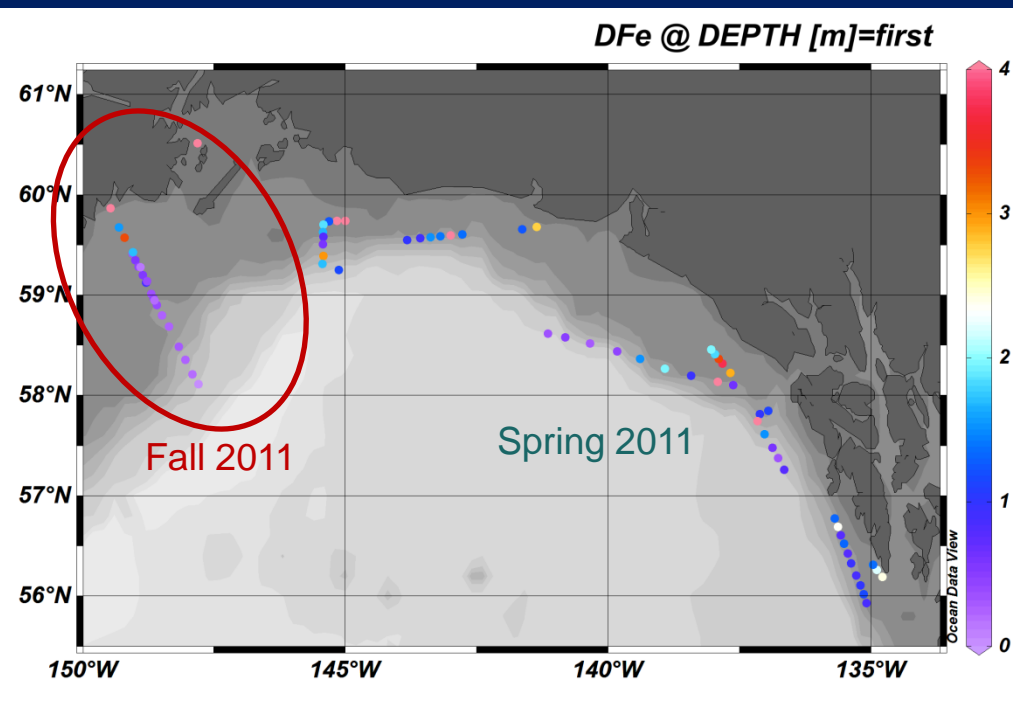 DFe @ DEPTH [m]=first
61°N
60°N
59°N
58°N
57°N
56°N
150°W
145°W
140°W
135°W
Fall 2011
Spring 2011
Ocean Data View
4
3
2
1
0